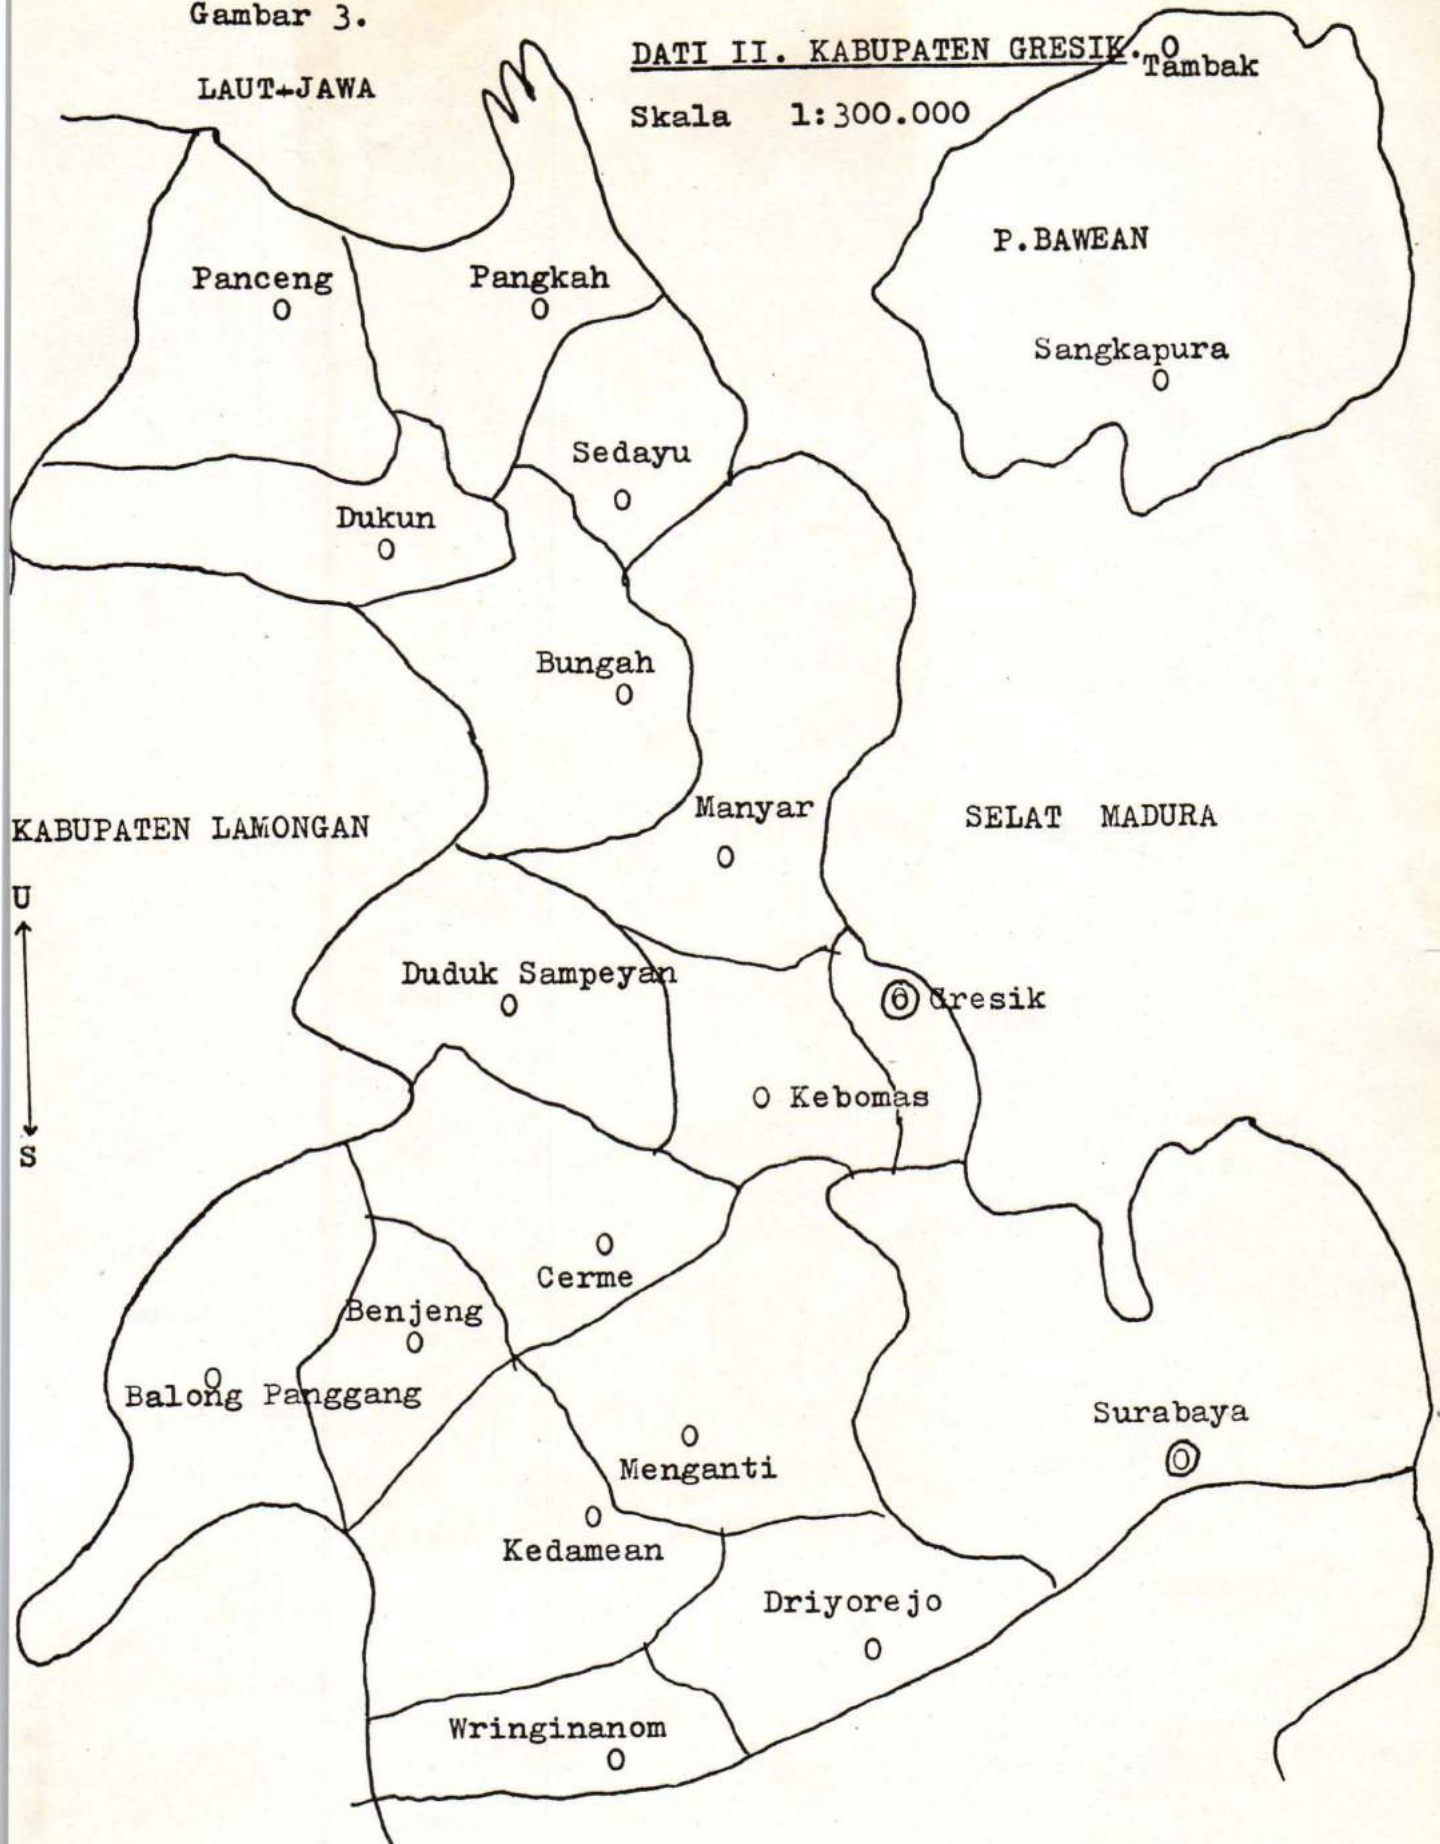 Gambar 3.
DATI II. KABUPATEN GRESIK.
Tambak
LAUT-JAWA
Skala 1:300.000
P.BAWEAN
Panceng
Pangkah
Sangkapura
Sedayu
Dukun
Bungah
Manyar
SELAT MADURA
KABUPATEN LAMONGAN
U
S
Duduk Sampeyan
Gresik
Kebomas
Cerme
Benjeng
Balong Panggang
Surabaya
Menganti
Kedamean
Driyorejo
Wringinanom